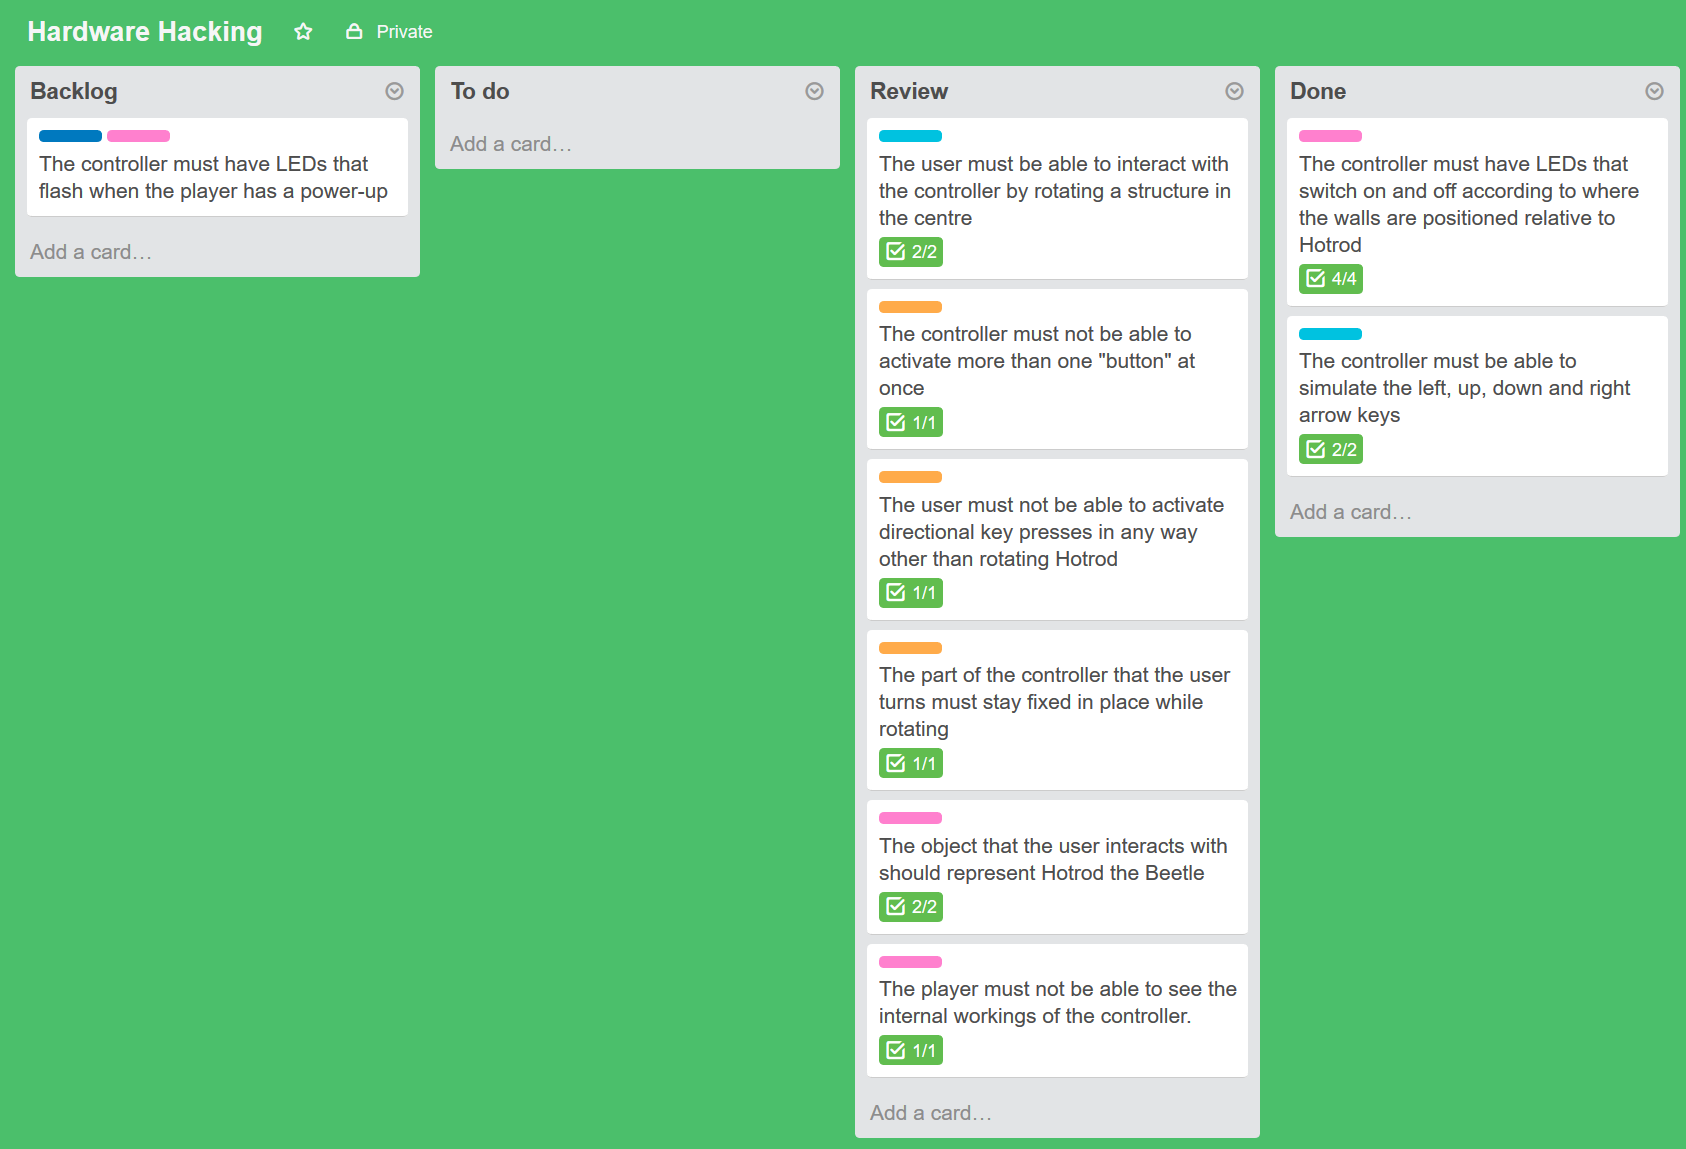 Hardware Hacking
Private
Backlog
The controller must have LEDs that
flash when the player has a power-up
Add a card…
To do
Add a card…
Review
The user must be able to interact with
the controller by rotating a structure in
the centre
2/2
The controller must not be able to
activate more than one "button" at
once
1/1
The user must not be able to activate
directional key presses in any way
other than rotating Hotrod
1/1
The part of the controller that the user
turns must stay fixed in place while
rotating
1/1
The object that the user interacts with
should represent Hotrod the Beetle
2/2
The player must not be able to see the
internal workings of the controller.
1/1
Add a card…
Done
The controller must have LEDs that
switch on and off according to where
the walls are positioned relative to
Hotrod
4/4
The controller must be able to
simulate the left, up, down and right
arrow keys
2/2
Add a card…